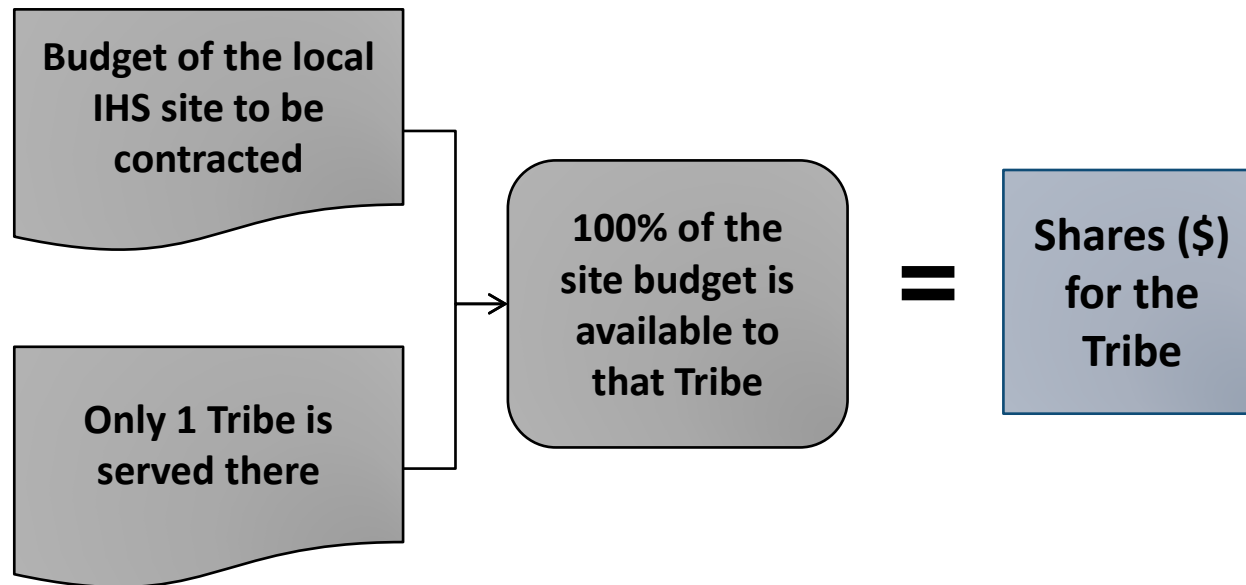 Budget of the local
IHS site to be
contracted
Only 1 Tribe is
served there
100% of the
site budget is
available to
that Tribe
=
Shares ($)
for the
Tribe